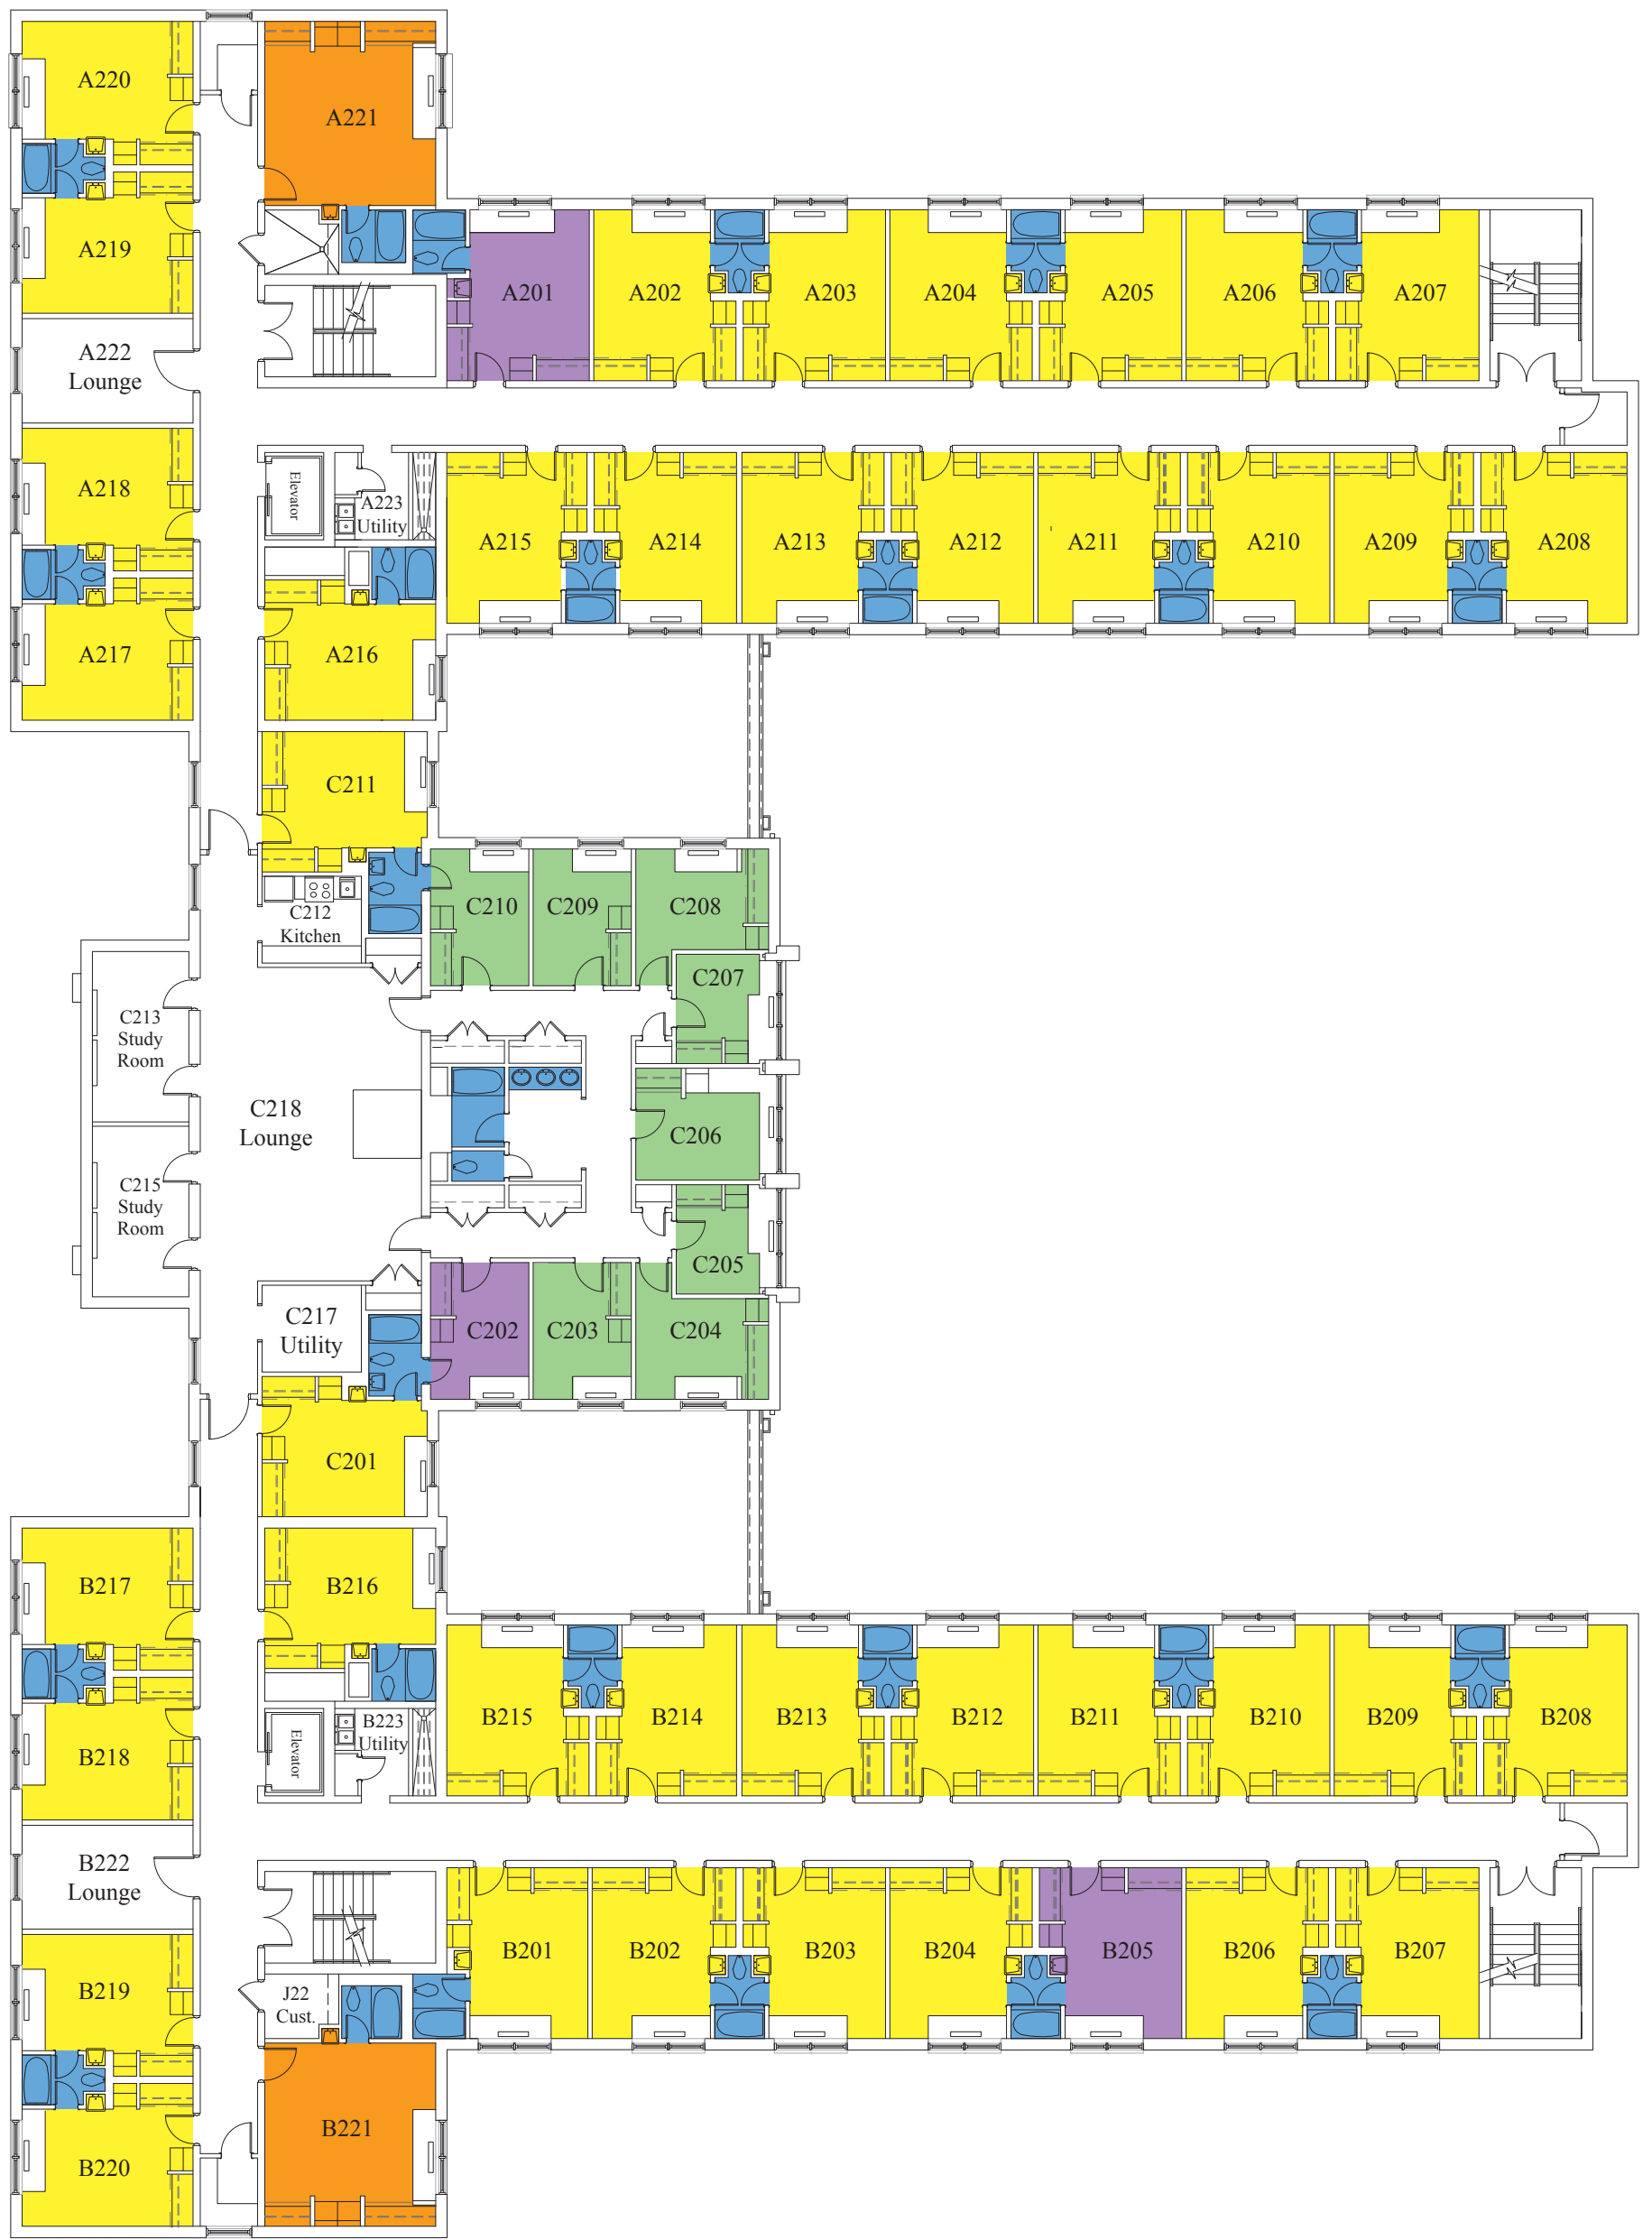 A220
A221
A219
A201
A202
A203
A204
A205
A206
A207
A222
Lounge
A218
Elevator
A223
Utility
A215
A214
A213
A212
A211
A210
A209
A208
A217
A216
C211
C212
Kitchen
C210
C209
C208
C207
C213
Study
Room
C218
Lounge
C206
C215
Study
Room
C205
C217
Utility
C202
C203
C204
C201
B217
B216
B218
Elevator
B223
Utility
B215
B214
B213
B212
B211
B210
B209
B208
B222
Lounge
B219
J22
Cust.
B201
B202
B203
B204
B205
B206
B207
B220
B221